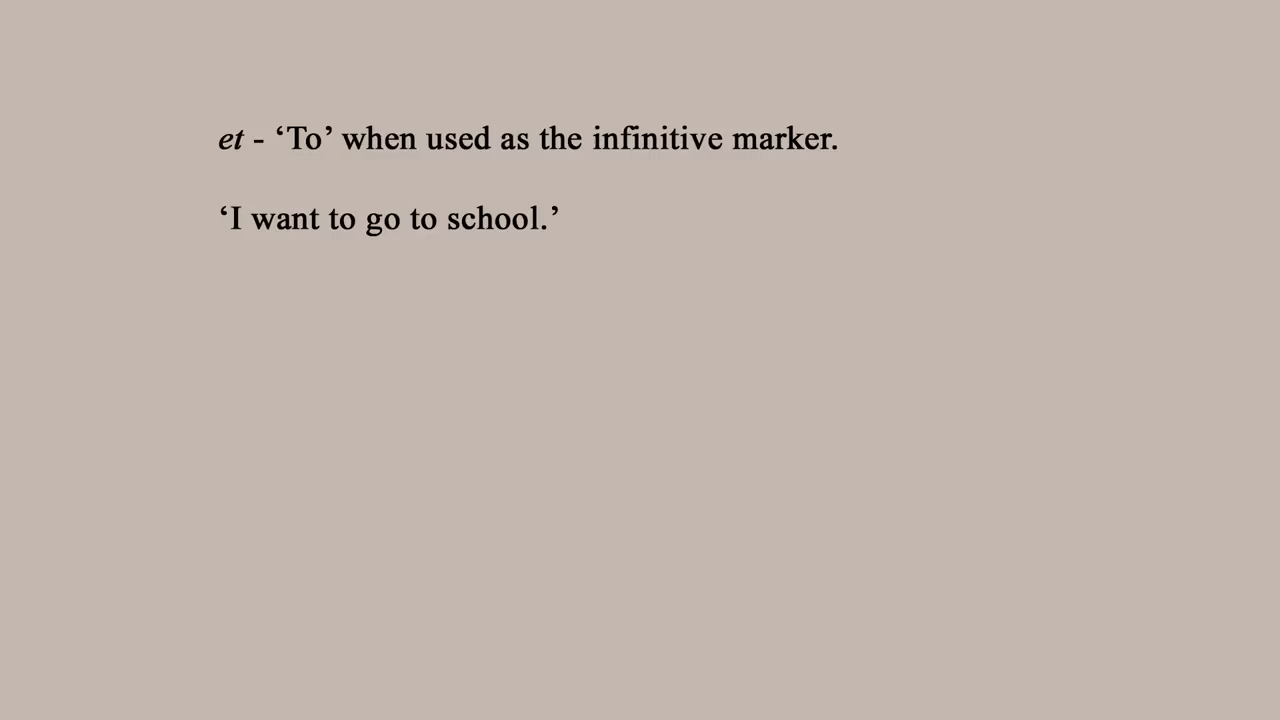 et - ‘To’ when used as the infinitive marker.
‘I want to go to school.’